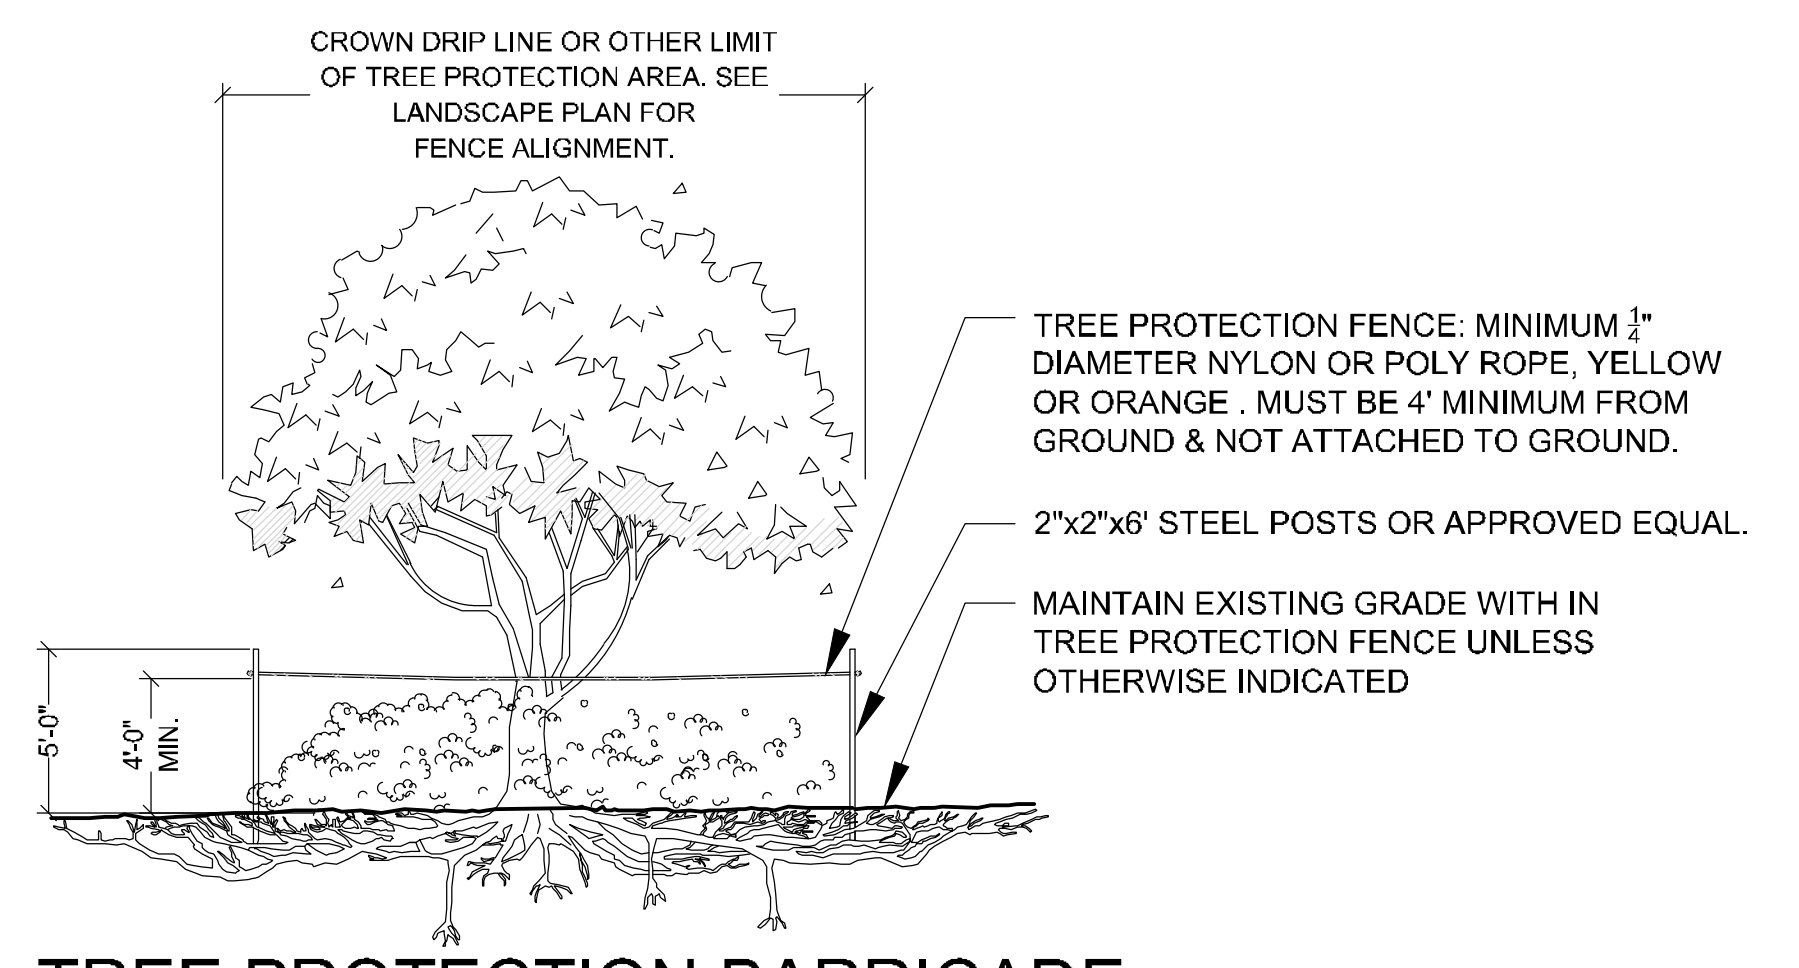 CROWN DRIP LINE OR OTHER LIMIT
OF TREE PROTECTION AREA. SEE
LANDSCAPE PLAN FOR
FENCE ALIGNMENT.
TREE PROTECTION FENCE: MINIMUM 1/4"
DIAMETER NYLON OR POLY ROPE, YELLOW
OR ORANGE . MUST BE 4' MINIMUM FROM
GROUND & NOT ATTACHED TO GROUND.
2"x2"x6' STEEL POSTS OR APPROVED EQUAL.
MAINTAIN EXISTING GRADE WITH IN
TREE PROTECTION FENCE UNLESS
OTHERWISE INDICATED
5'-0"
4'-0"
MIN.
TREE PROTECTION BARRICADE